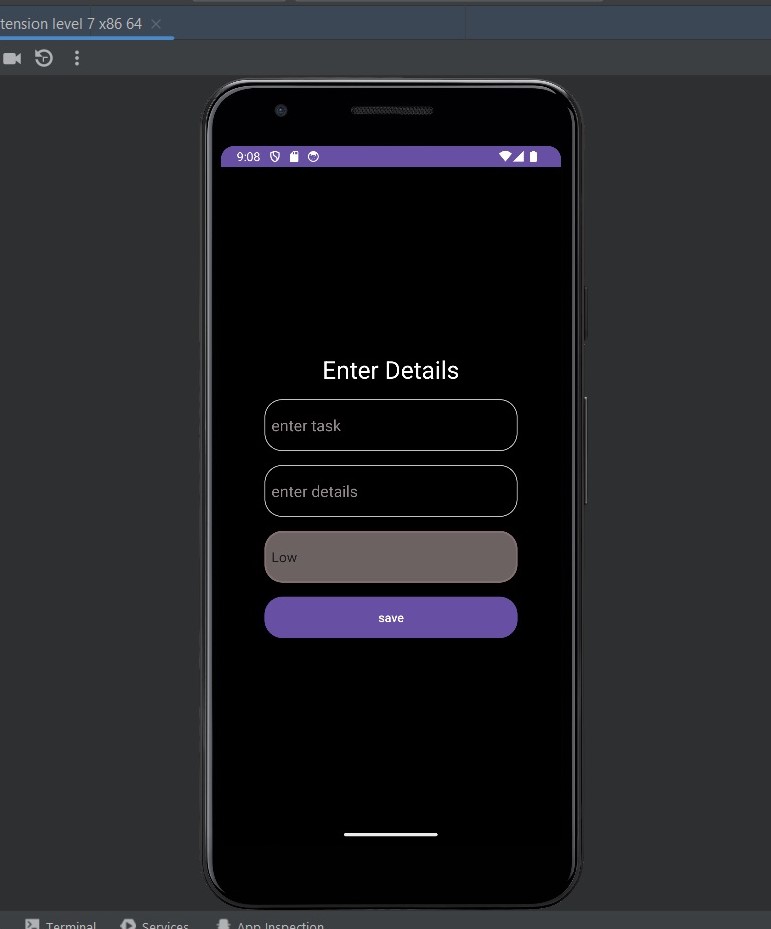 tension level 7 x86 64
9:08
Enter Details
enter task
enter details
Low
save
Terminal Services App Inspection